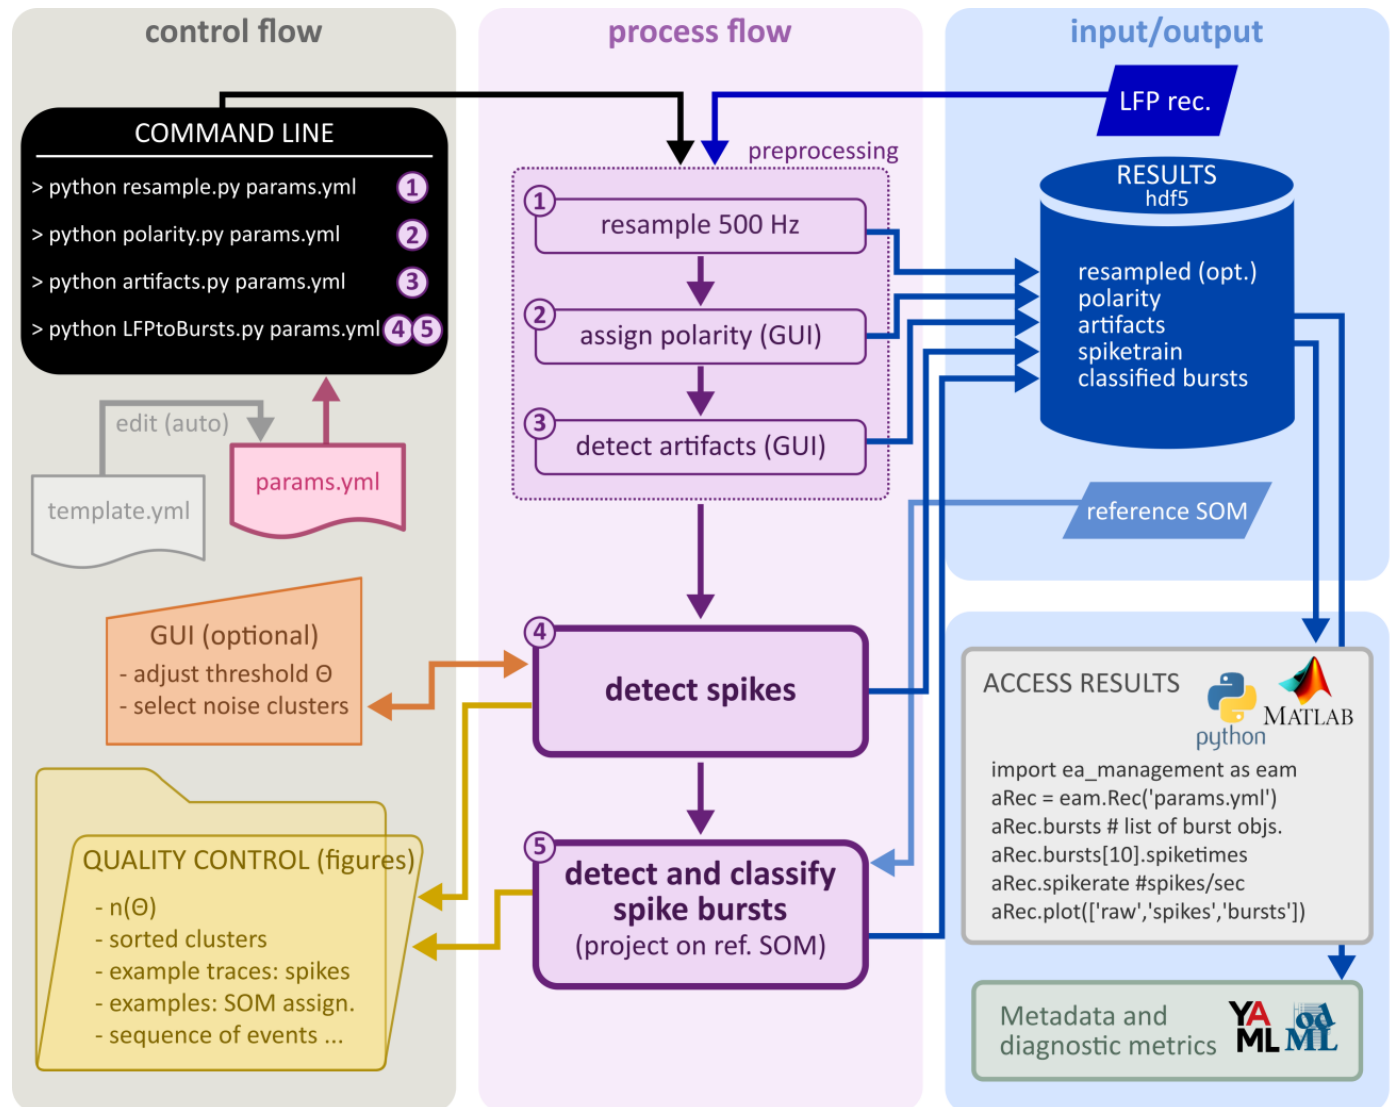 control flow
process flow
input/output
COMMAND LINE
> python resample.py params.yml 1
> python polarity.py params.yml 2
> python artifacts.py params.yml 3
> python LFPtoBursts.py params.yml 4 5
edit (auto)
template.yml
params.yml
GUI (optional)
- adjust threshold Θ
- select noise clusters
QUALITY CONTROL (figures)
- n(Θ)
- sorted clusters
- example traces: spikes
- examples: SOM assign.
- sequence of events ...
preprocessing
1
resample 500 Hz
2
assign polarity (GUI)
3
detect artifacts (GUI)
4
detect spikes
5
detect and classify
spike bursts
(project on ref. SOM)
LFP rec.
RESULTS
hdf5
resampled (opt.)
polarity
artifacts
spiketrain
classified bursts
reference SOM
ACCESS RESULTS
python
MATLAB
import ea_management as eam
aRec = eam.Rec('params.yml')
aRec.bursts # list of burst objs.
aRec.bursts[10].spiketimes
aRec.spikerate #spikes/sec
aRec.plot(['raw','spikes','bursts'])
Metadata and
diagnostic metrics
YA
ML
od
ML